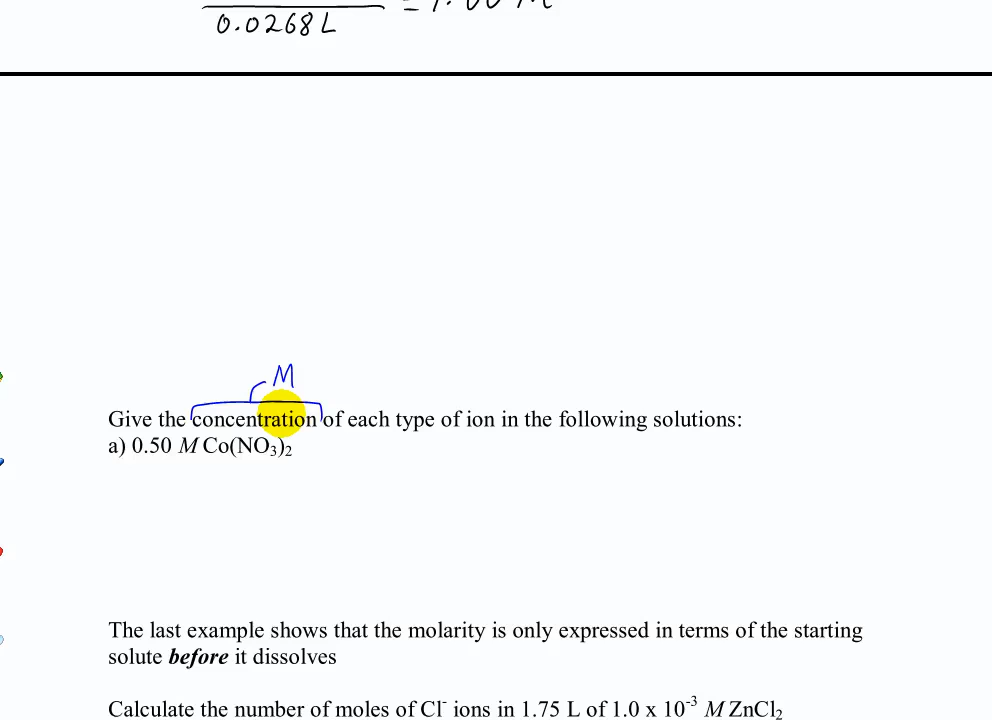 0.0268 L
M
Give the concentration of each type of ion in the following solutions:
a) 0.50 M Co(NO₃)₂
The last example shows that the molarity is only expressed in terms of the starting
solute before it dissolves
Calculate the number of moles of Cl⁻ ions in 1.75 L of 1.0 x 10⁻³ M ZnCl₂